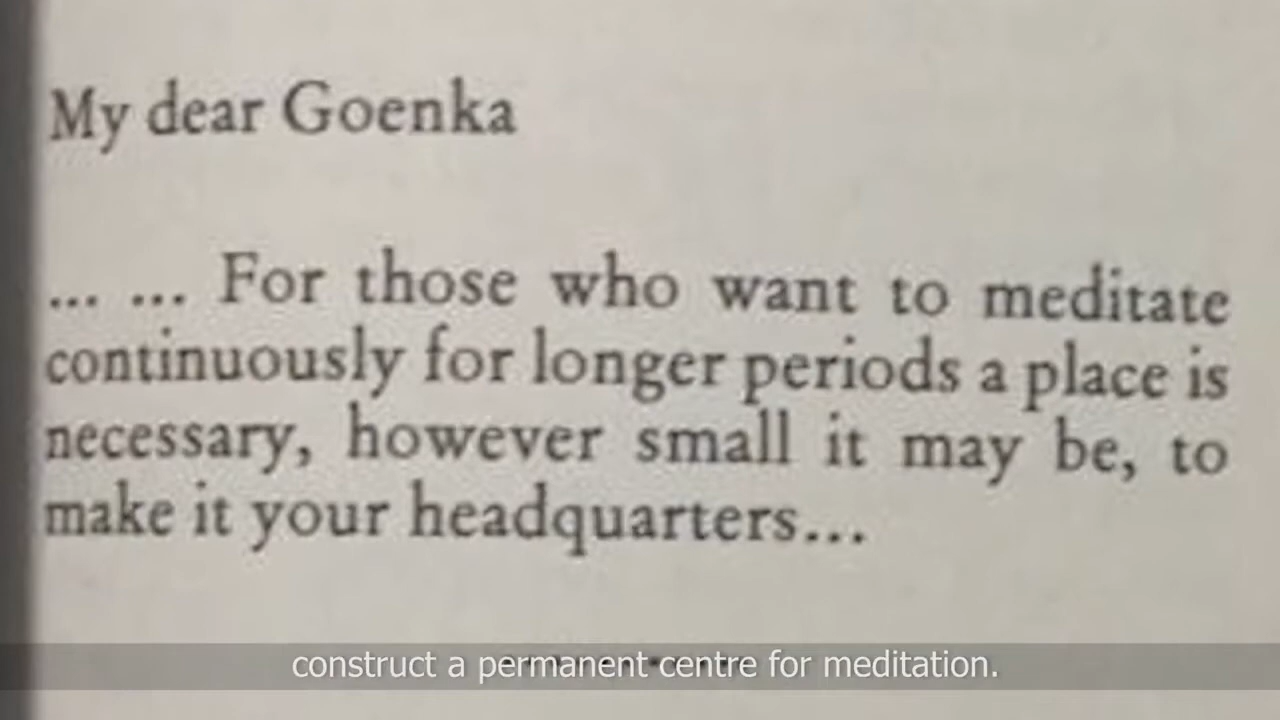 My dear Goenka
... ... For those who want to meditate
continuously for longer periods a place is
necessary, however small it may be, to
make it your headquarters...
construct a permanent centre for meditation.